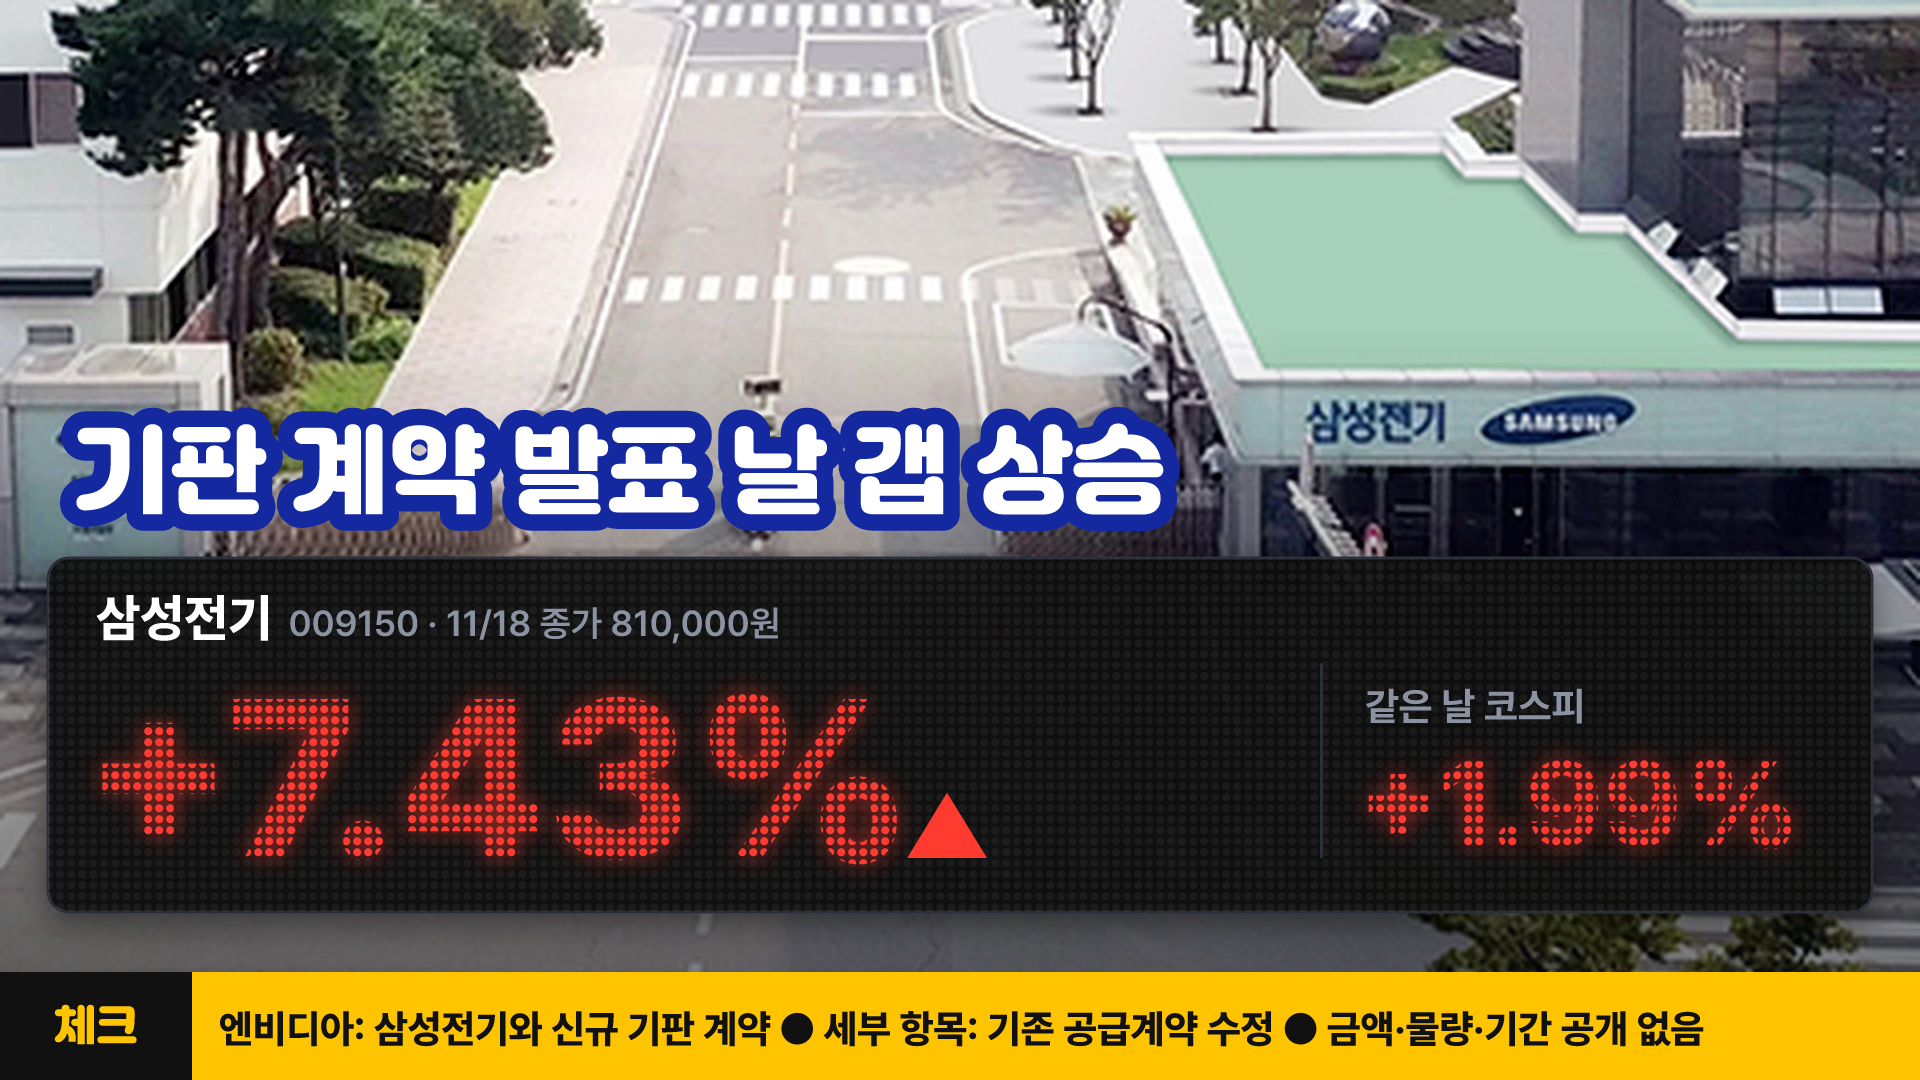 삼성전기 SAMSUNG
기판 계약 발표 날 갭 상승
삼성전기 009150 · 11/18 종가 810,000원
+7.43%▲
같은 날 코스피
+1.99%
체크
엔비디아: 삼성전기와 신규 기판 계약 ● 세부 항목: 기존 공급계약 수정 ● 금액·물량·기간 공개 없음